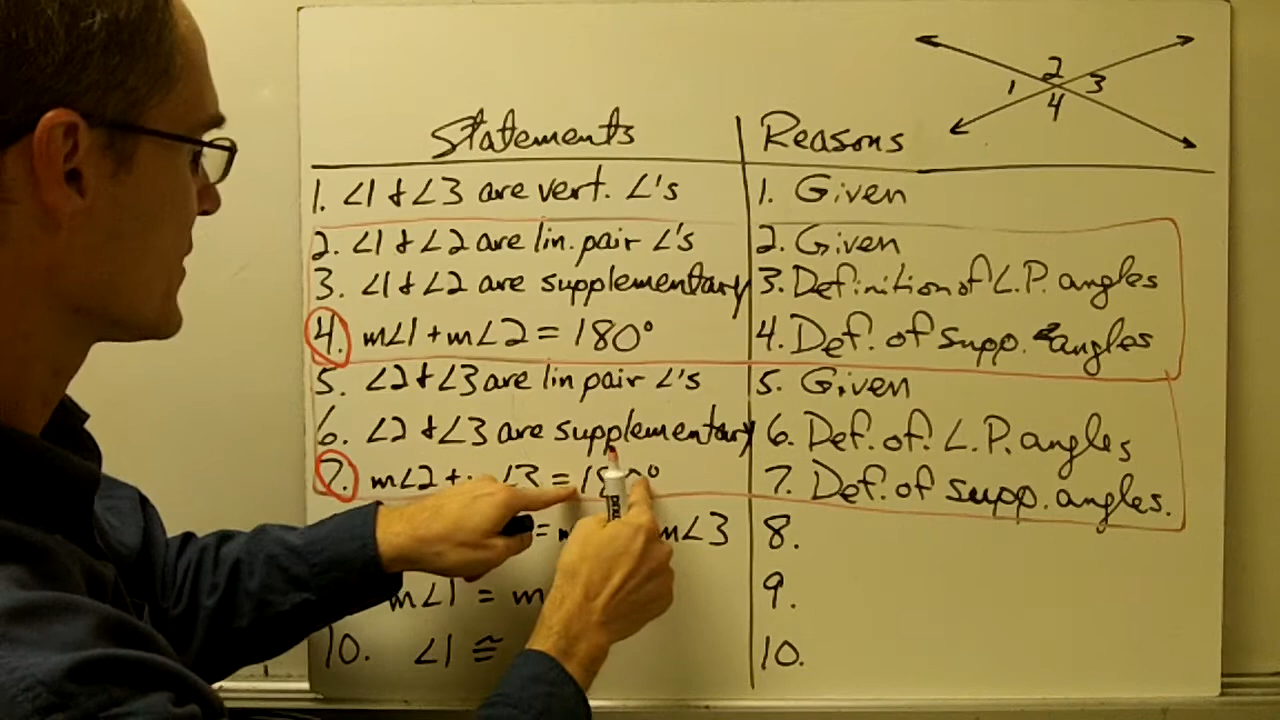 2
1 3
4
Statements Reasons
1. ∠1 & ∠3 are vert. ∠'s 1. Given
2. ∠1 & ∠2 are lin. pair ∠'s 2. Given
3. ∠1 & ∠2 are supplementary 3. Definition of L.P. angles
4. m∠1 + m∠2 = 180° 4. Def. of supp. angles
5. ∠2 & ∠3 are lin pair ∠'s 5. Given
6. ∠2 & ∠3 are supplementary 6. Def. of. L.P. angles
7. m∠2 + ∠3 = 180° 7. Def. of supp. angles.
= m∠3 8.
m∠1 = m 9.
10. ∠1 ≅ 10.